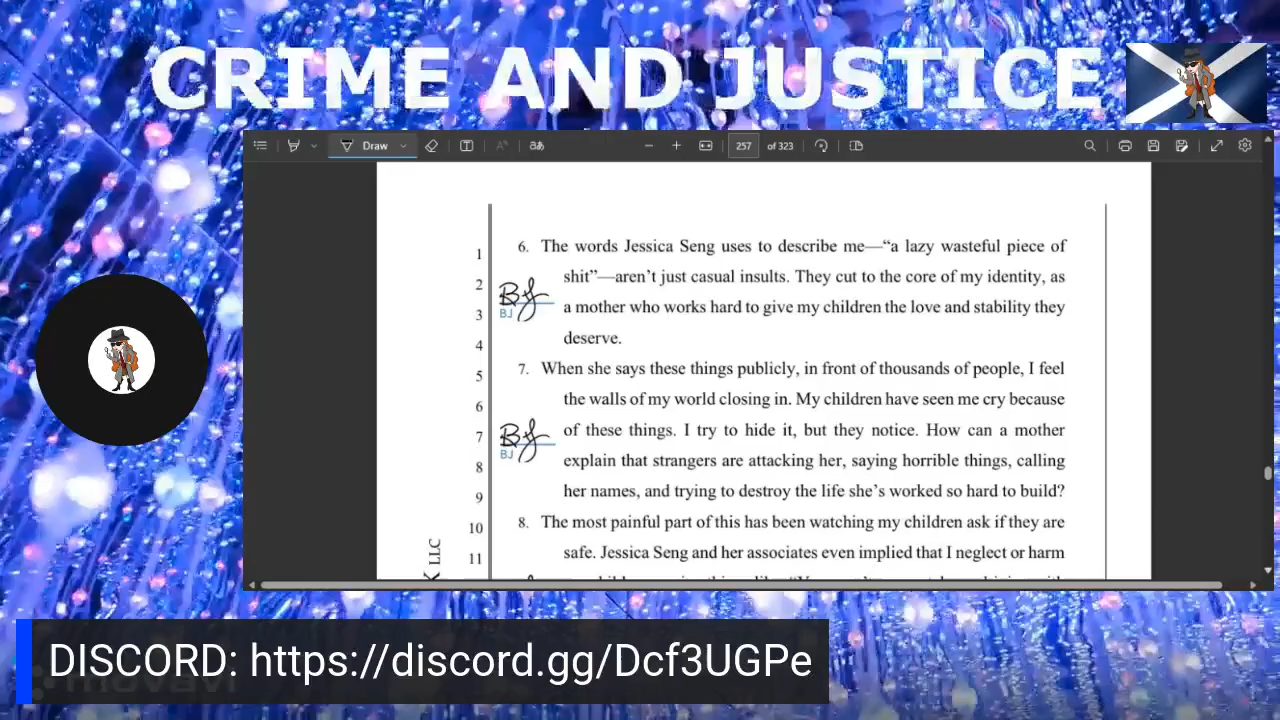 CRIME AND JUSTICE
Draw
257 of 323
6. The words Jessica Seng uses to describe me—“a lazy wasteful piece of
shit”—aren’t just casual insults. They cut to the core of my identity, as
a mother who works hard to give my children the love and stability they
deserve.
7. When she says these things publicly, in front of thousands of people, I feel
the walls of my world closing in. My children have seen me cry because
of these things. I try to hide it, but they notice. How can a mother
explain that strangers are attacking her, saying horrible things, calling
her names, and trying to destroy the life she’s worked so hard to build?
8. The most painful part of this has been watching my children ask if they are
safe. Jessica Seng and her associates even implied that I neglect or harm
1
2
3
4
5
6
7
8
9
10
11
BJ
BJ
BJ
BJ
LLC
DISCORD: https://discord.gg/Dcf3UGPe